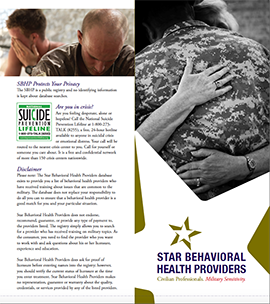 SBHP Protects Your Privacy
The SBHP is a public registry and no identifying information
is kept about database searches.
NATIONAL
SUICIDE
PREVENTION
LIFELINE
1-800-273-TALK (8255)
Are you in crisis?
Are you feeling desperate, alone or
hopeless? Call the National Suicide
Prevention Lifeline at 1-800-273-
TALK (8255), a free, 24-hour hotline
available to anyone in suicidal crisis
or emotional distress. Your call will be
routed to the nearest crisis center to you. Call for yourself or
someone you care about. It is a free and confidential network
of more than 150 crisis centers nationwide.
Disclaimer
Please note: The Star Behavioral Health Providers database
exists to provide you a list of behavioral health providers who
have received training about issues that are common to the
military. The database does not replace your responsibility to
do all you can to ensure that a behavioral health provider is a
good match for you and your particular situation.
Star Behavioral Health Providers does not endorse,
recommend, guarantee, or provide any type of payment to,
the providers listed. The registry simply allows you to search
for a provider who has received training on military topics. As
the consumer, you need to find the provider who you want
to work with and ask questions about his or her licensure,
experience and education.
Star Behavioral Health Providers does ask for proof of
licensure before entering names into the registry; however,
you should verify the current status of licensure at the time
you seek treatment. Star Behavioral Health Providers makes
no representation, guarantee or warranty about the quality,
credentials, or services provided by any of the listed providers.
STAR BEHAVIORAL
HEALTH PROVIDERS
Civilian Professionals. Military Sensitivity.